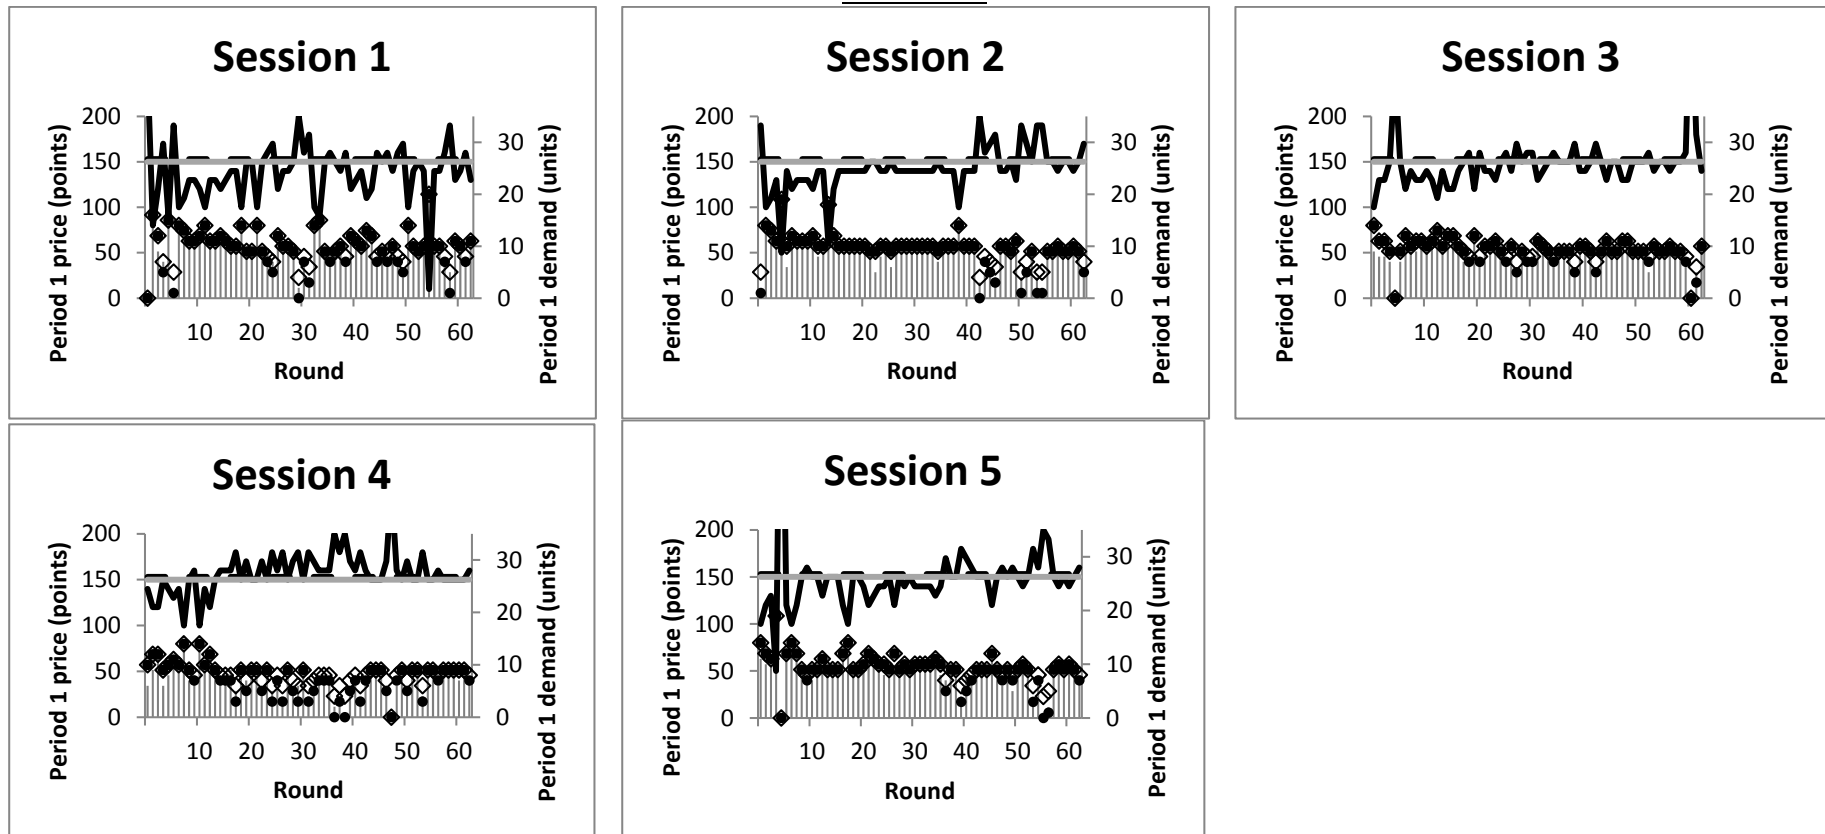 Session 1
Period 1 price (points)
200
150
100
50
0
30
20
10
0
Period 1 demand (units)
10 20 30 40 50 60
Round
Session 2
Period 1 price (points)
200
150
100
50
0
30
20
10
0
Period 1 demand (units)
10 20 30 40 50 60
Round
Session 3
Period 1 price (points)
200
150
100
50
0
30
20
10
0
Period 1 demand (units)
10 20 30 40 50 60
Round
Session 4
Period 1 price (points)
200
150
100
50
0
30
20
10
0
Period 1 demand (units)
10 20 30 40 50 60
Round
Session 5
Period 1 price (points)
200
150
100
50
0
30
20
10
0
Period 1 demand (units)
10 20 30 40 50 60
Round